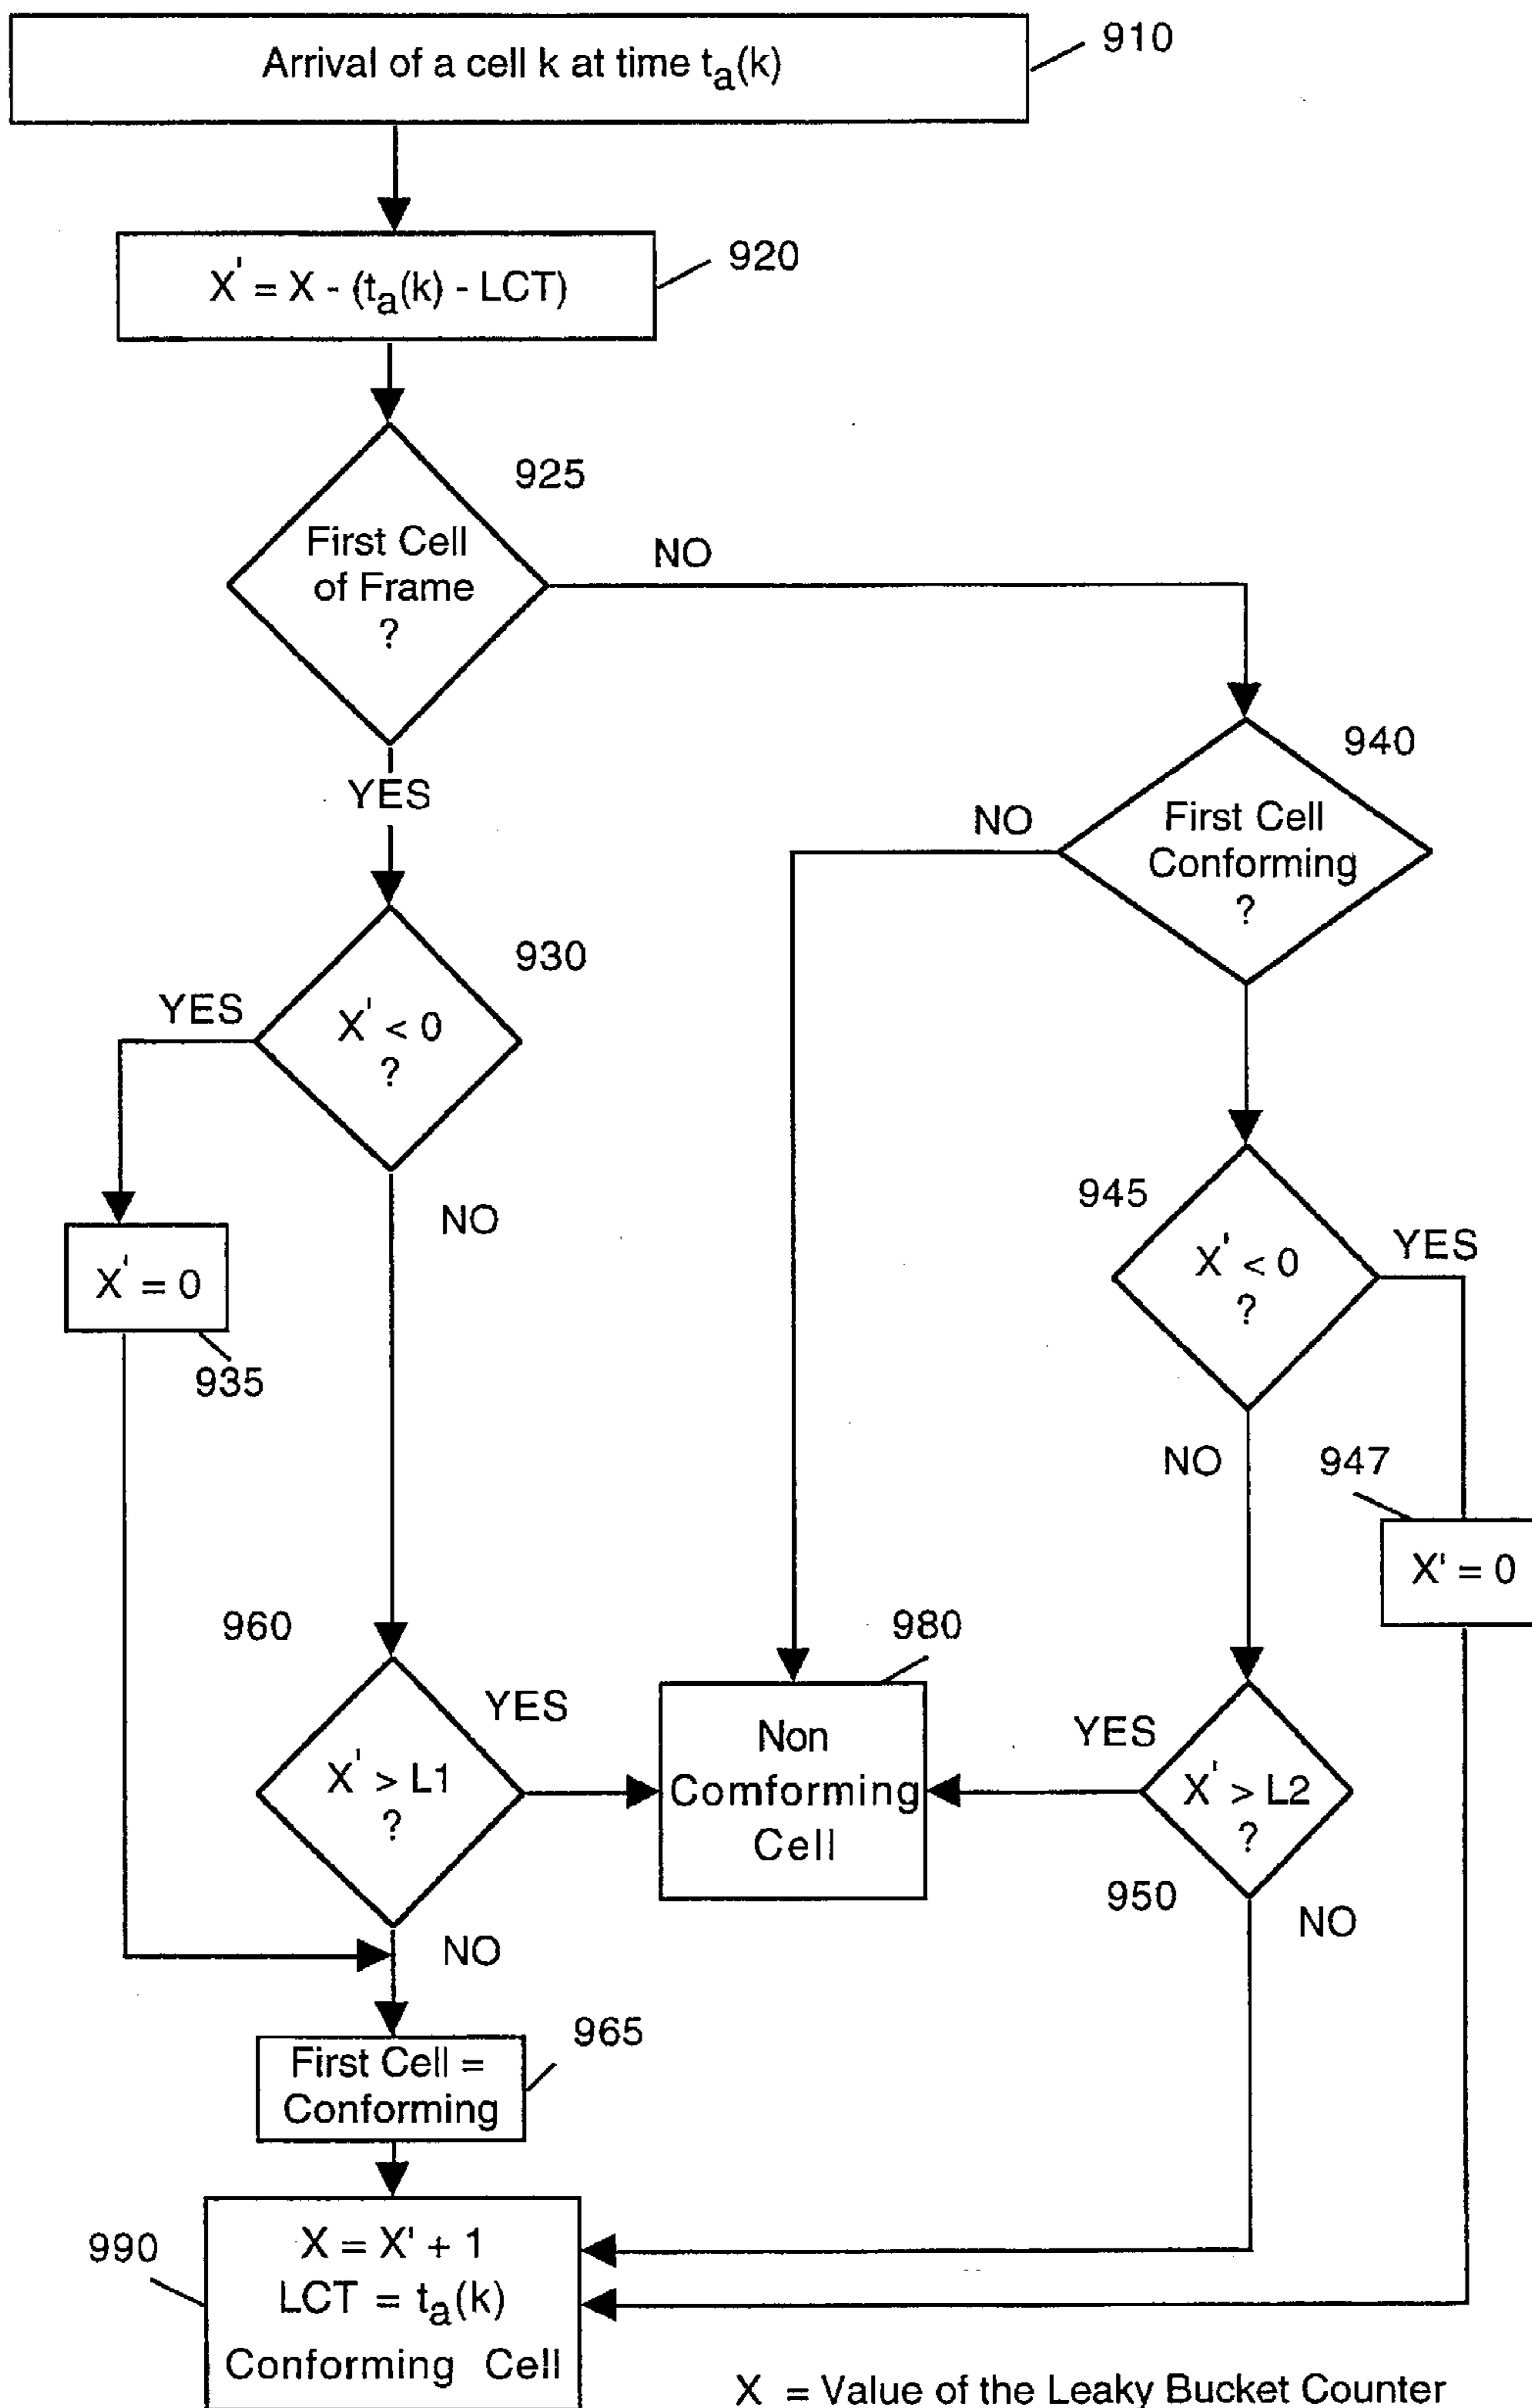 Arrival of a cell k at time ta(k)
910
X' = X - (ta(k) - LCT)
920
925
First Cell
of Frame
?
NO
YES
940
First Cell
Conforming
?
NO
930
X' < 0
?
YES
NO
945
X' < 0
?
YES
NO
X' = 0
935
947
X' = 0
960
X' > L1
?
YES
NO
980
Non
Comforming
Cell
YES
X' > L2
?
950
NO
965
First Cell =
Conforming
990
X = X' + 1
LCT = ta(k)
Conforming Cell
X = Value of the Leaky Bucket Counter